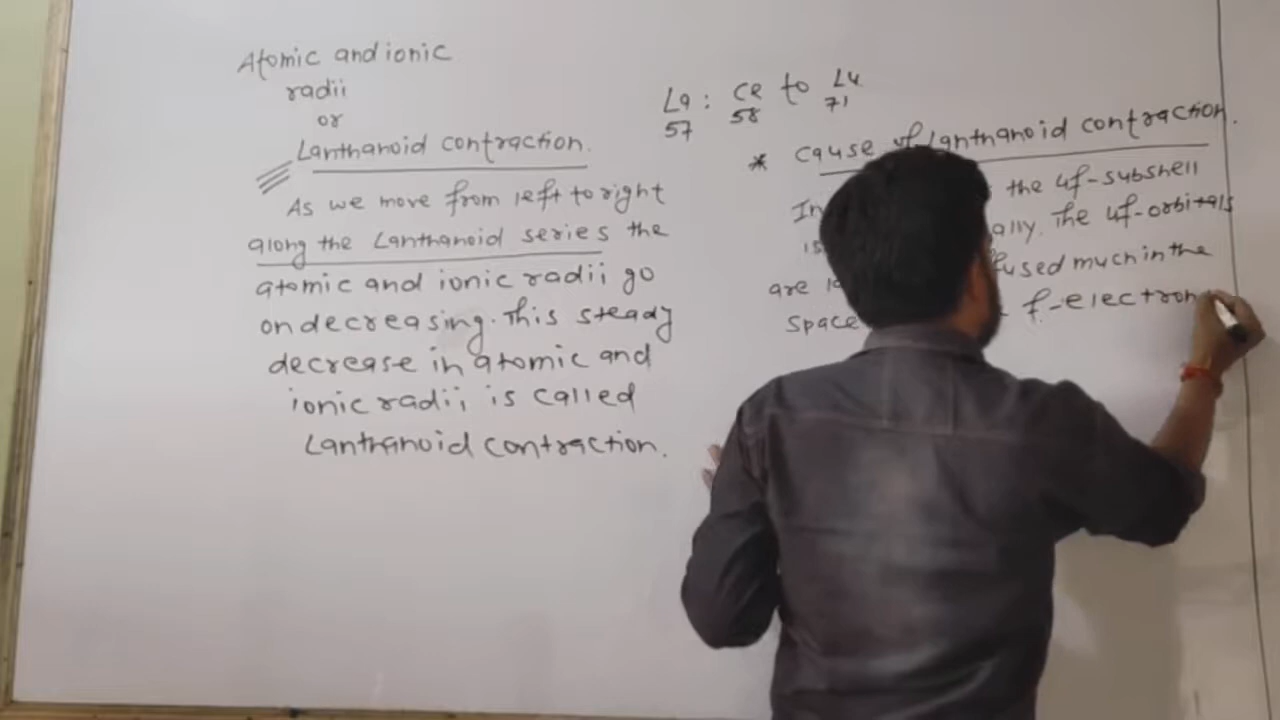 Atomic and ionic
radii
or
Lanthanoid contraction.
As we move from left to right
along the Lanthanoid series the
atomic and ionic radii go
on decreasing. This steady
decrease in atomic and
ionic radii is called
Lanthanoid contraction.
La : Ce to Lu
57 58 71
* Cause of Lanthanoid contraction.
In the 4f-subshell
is ally. The 4f-orbitals
are fused much in the
space f-electron